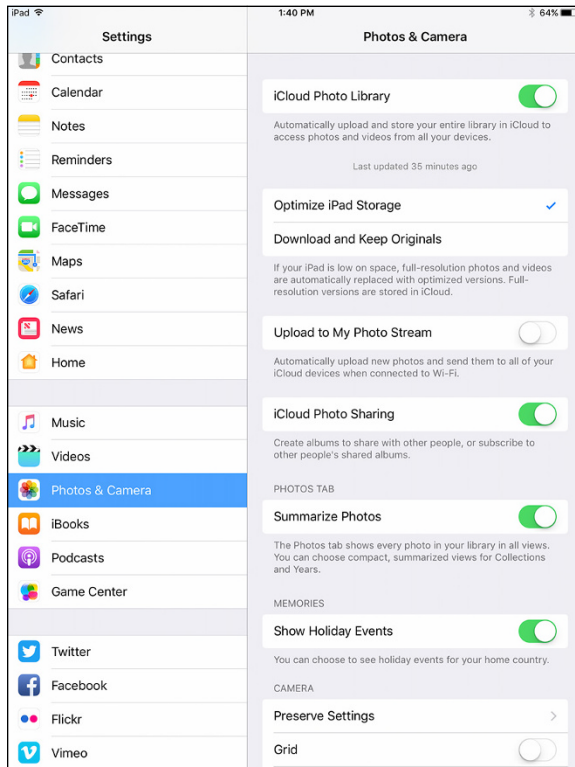 iPad
1:40 PM
64%
Settings
Photos & Camera
Contacts
Calendar
Notes
Reminders
Messages
FaceTime
Maps
Safari
News
Home
Music
Videos
Photos & Camera
iBooks
Podcasts
Game Center
Twitter
Facebook
Flickr
Vimeo
iCloud Photo Library
Automatically upload and store your entire library in iCloud to
access photos and videos from all your devices.
Last updated 35 minutes ago
Optimize iPad Storage
Download and Keep Originals
If your iPad is low on space, full-resolution photos and videos
are automatically replaced with optimized versions. Full-
resolution versions are stored in iCloud.
Upload to My Photo Stream
Automatically upload new photos and send them to all of your
iCloud devices when connected to Wi-Fi.
iCloud Photo Sharing
Create albums to share with other people, or subscribe to
other people's shared albums.
PHOTOS TAB
Summarize Photos
The Photos tab shows every photo in your library in all views.
You can choose compact, summarized views for Collections
and Years.
MEMORIES
Show Holiday Events
You can choose to see holiday events for your home country.
CAMERA
Preserve Settings
Grid